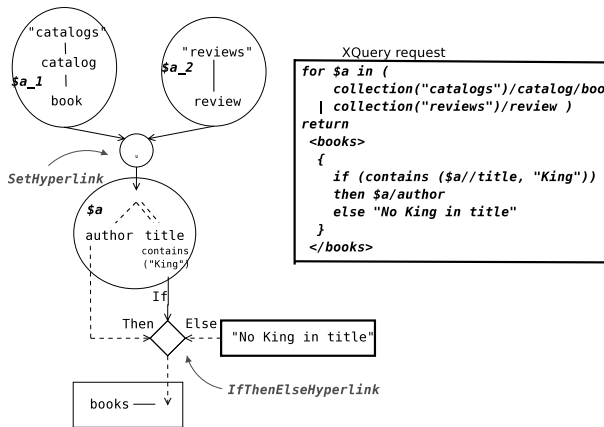 "catalogs"
catalog
$a_1
book
"reviews"
$a_2
review
SetHyperlink
$a
author title
contains
("King")
If
Then
Else
"No King in title"
IfThenElseHyperlink
books
XQuery request
for $a in (
collection("catalogs")/catalog/boo
| collection("reviews")/review )
return
<books>
{
if (contains ($a//title, "King"))
then $a/author
else "No King in title"
}
</books>